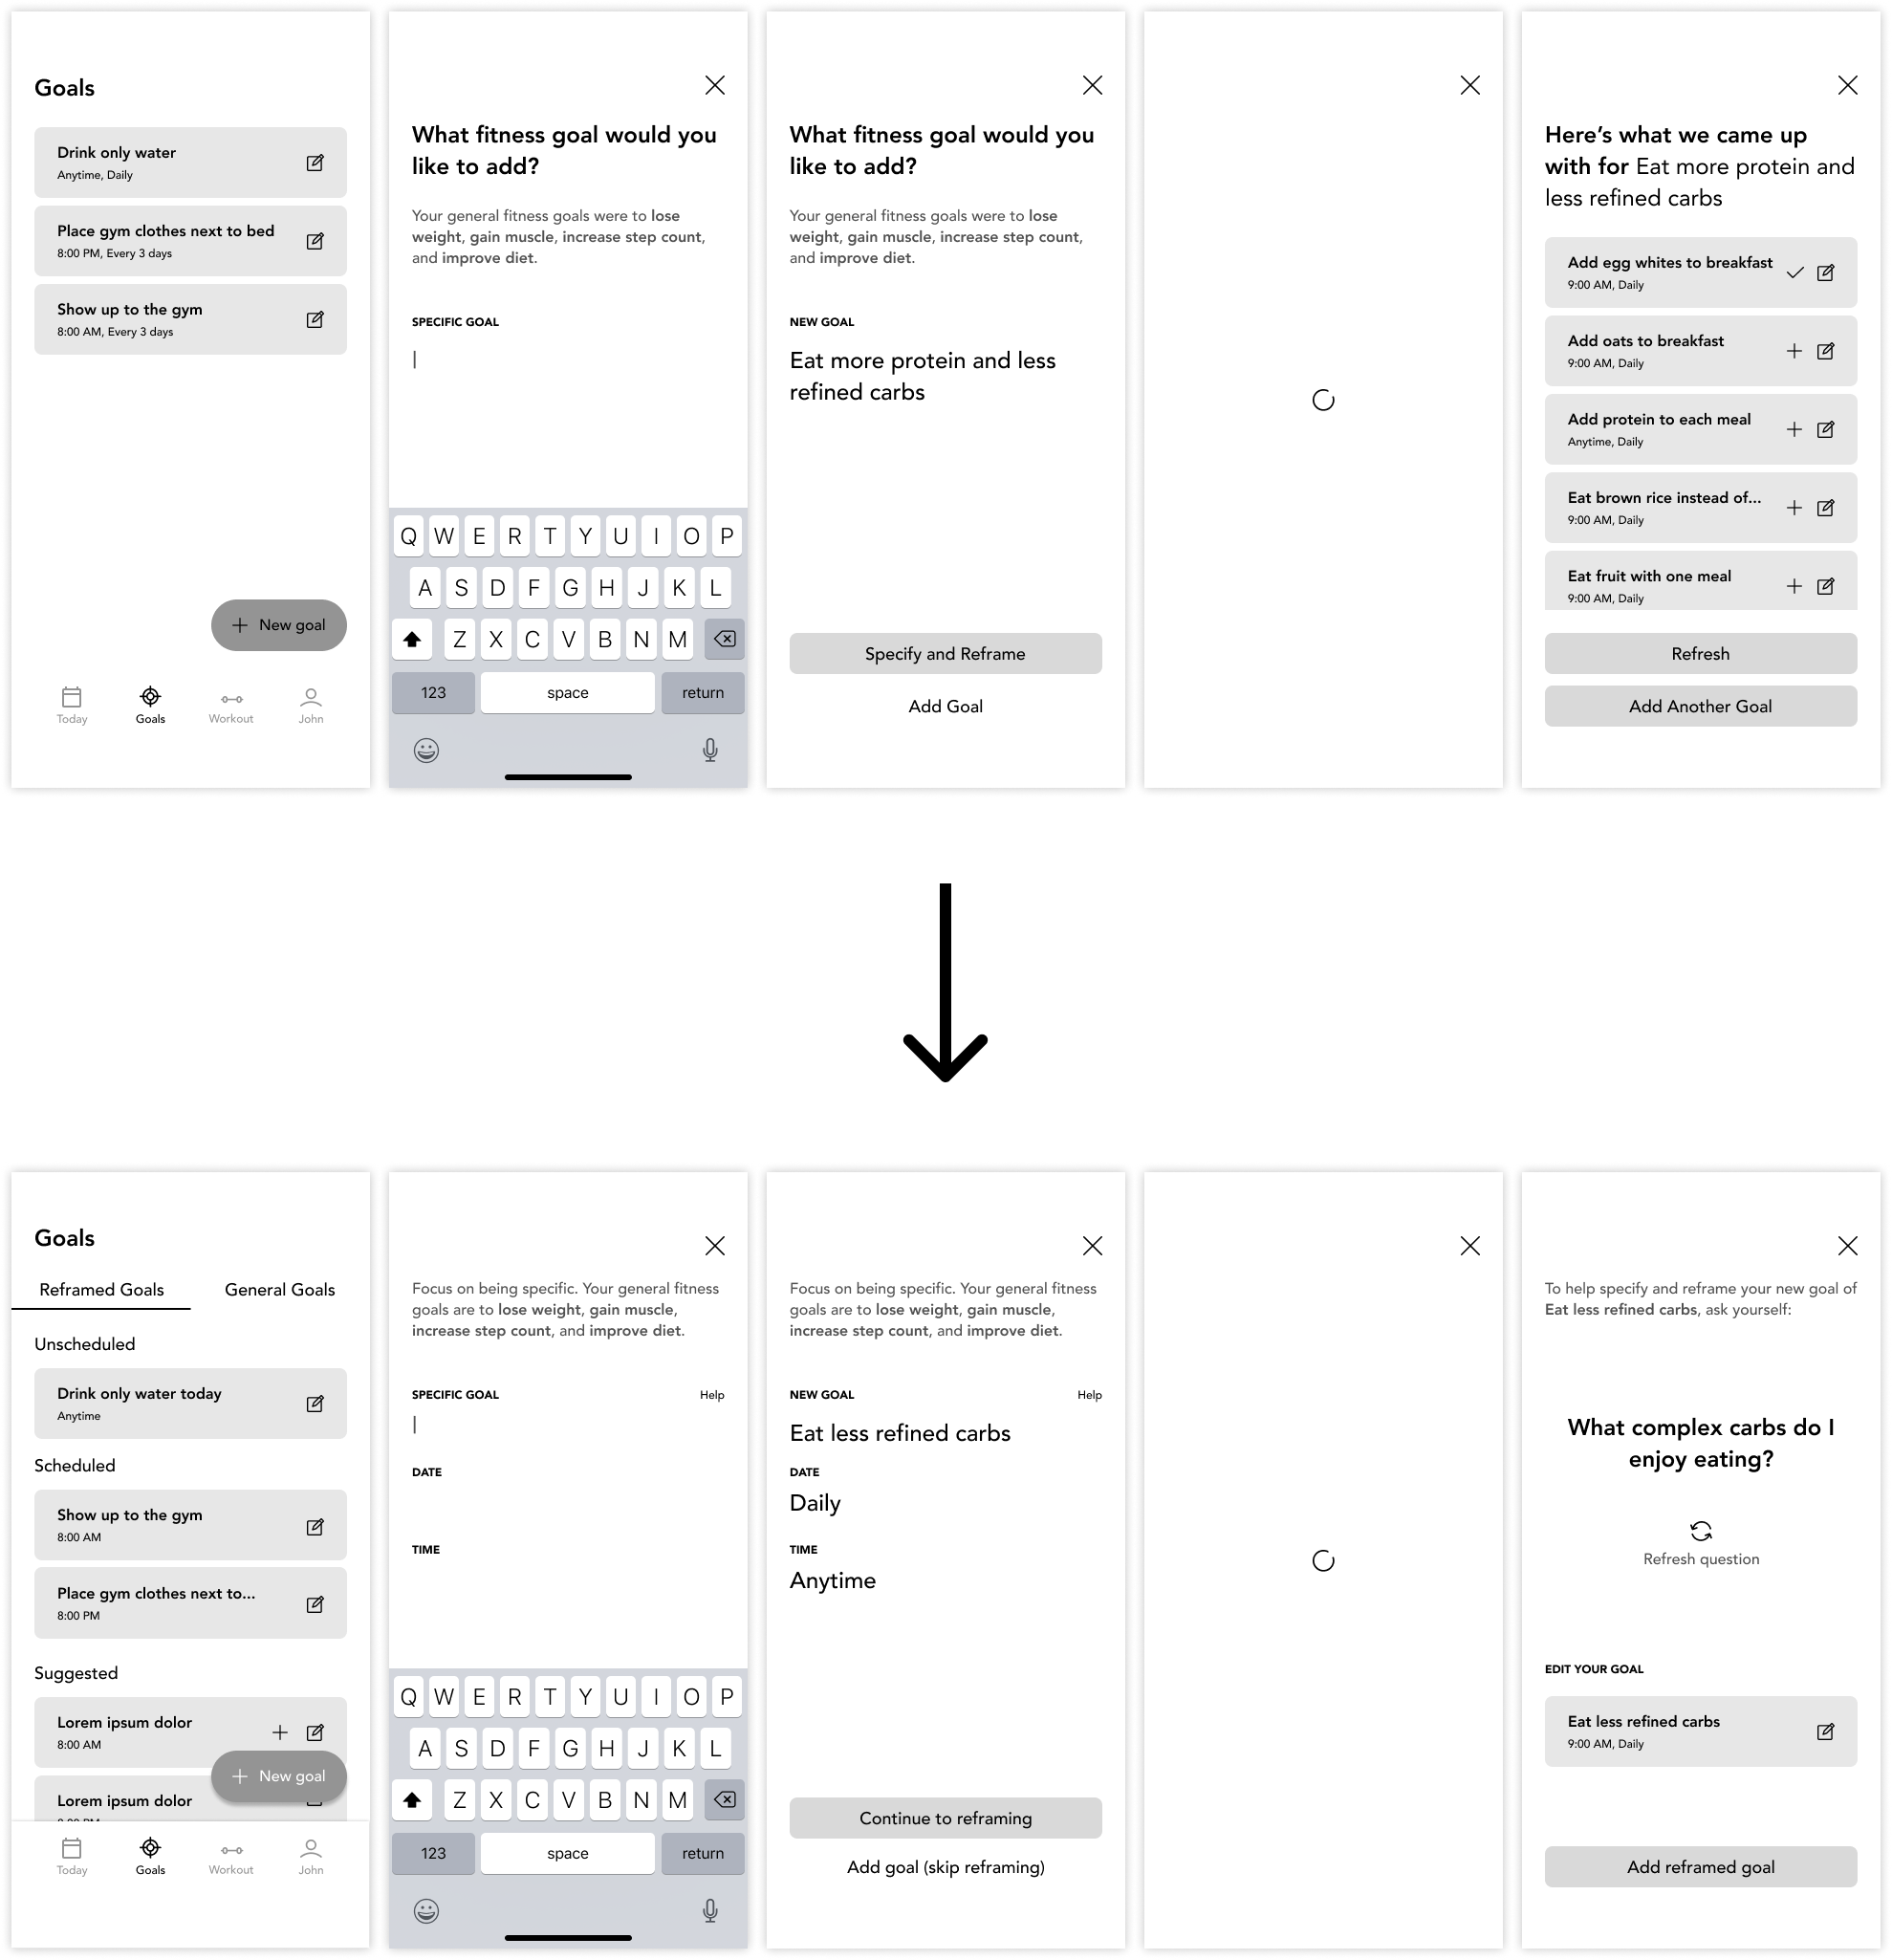 Goals
Drink only water
Anytime, Daily
Place gym clothes next to bed
8:00 PM, Every 3 days
Show up to the gym
8:00 AM, Every 3 days
New goal
Today
Goals
Workout
John
What fitness goal would you
like to add?
Your general fitness goals were to lose
weight, gain muscle, increase step count,
and improve diet.
SPECIFIC GOAL
Q W E R T Y U I O P
A S D F G H J K L
Z X C V B N M
123
space
return
What fitness goal would you
like to add?
Your general fitness goals were to lose
weight, gain muscle, increase step count,
and improve diet.
NEW GOAL
Eat more protein and less
refined carbs
Specify and Reframe
Add Goal
Here's what we came up
with for Eat more protein and
less refined carbs
Add egg whites to breakfast
9:00 AM, Daily
Add oats to breakfast
9:00 AM, Daily
Add protein to each meal
Anytime, Daily
Eat brown rice instead of...
9:00 AM, Daily
Eat fruit with one meal
9:00 AM, Daily
Refresh
Add Another Goal
Goals
Reframed Goals
General Goals
Unscheduled
Drink only water today
Anytime
Scheduled
Show up to the gym
8:00 AM
Place gym clothes next to...
8:00 PM
Suggested
Lorem ipsum dolor
8:00 AM
New goal
Lorem ipsum dolor
Today
Goals
Workout
John
Focus on being specific. Your general fitness
goals are to lose weight, gain muscle,
increase step count, and improve diet.
SPECIFIC GOAL
Help
DATE
TIME
Q W E R T Y U I O P
A S D F G H J K L
Z X C V B N M
123
space
return
Focus on being specific. Your general fitness
goals are to lose weight, gain muscle,
increase step count, and improve diet.
NEW GOAL
Help
Eat less refined carbs
DATE
Daily
TIME
Anytime
Continue to reframing
Add goal (skip reframing)
To help specify and reframe your new goal of
Eat less refined carbs, ask yourself:
What complex carbs do I
enjoy eating?
Refresh question
EDIT YOUR GOAL
Eat less refined carbs
9:00 AM, Daily
Add reframed goal